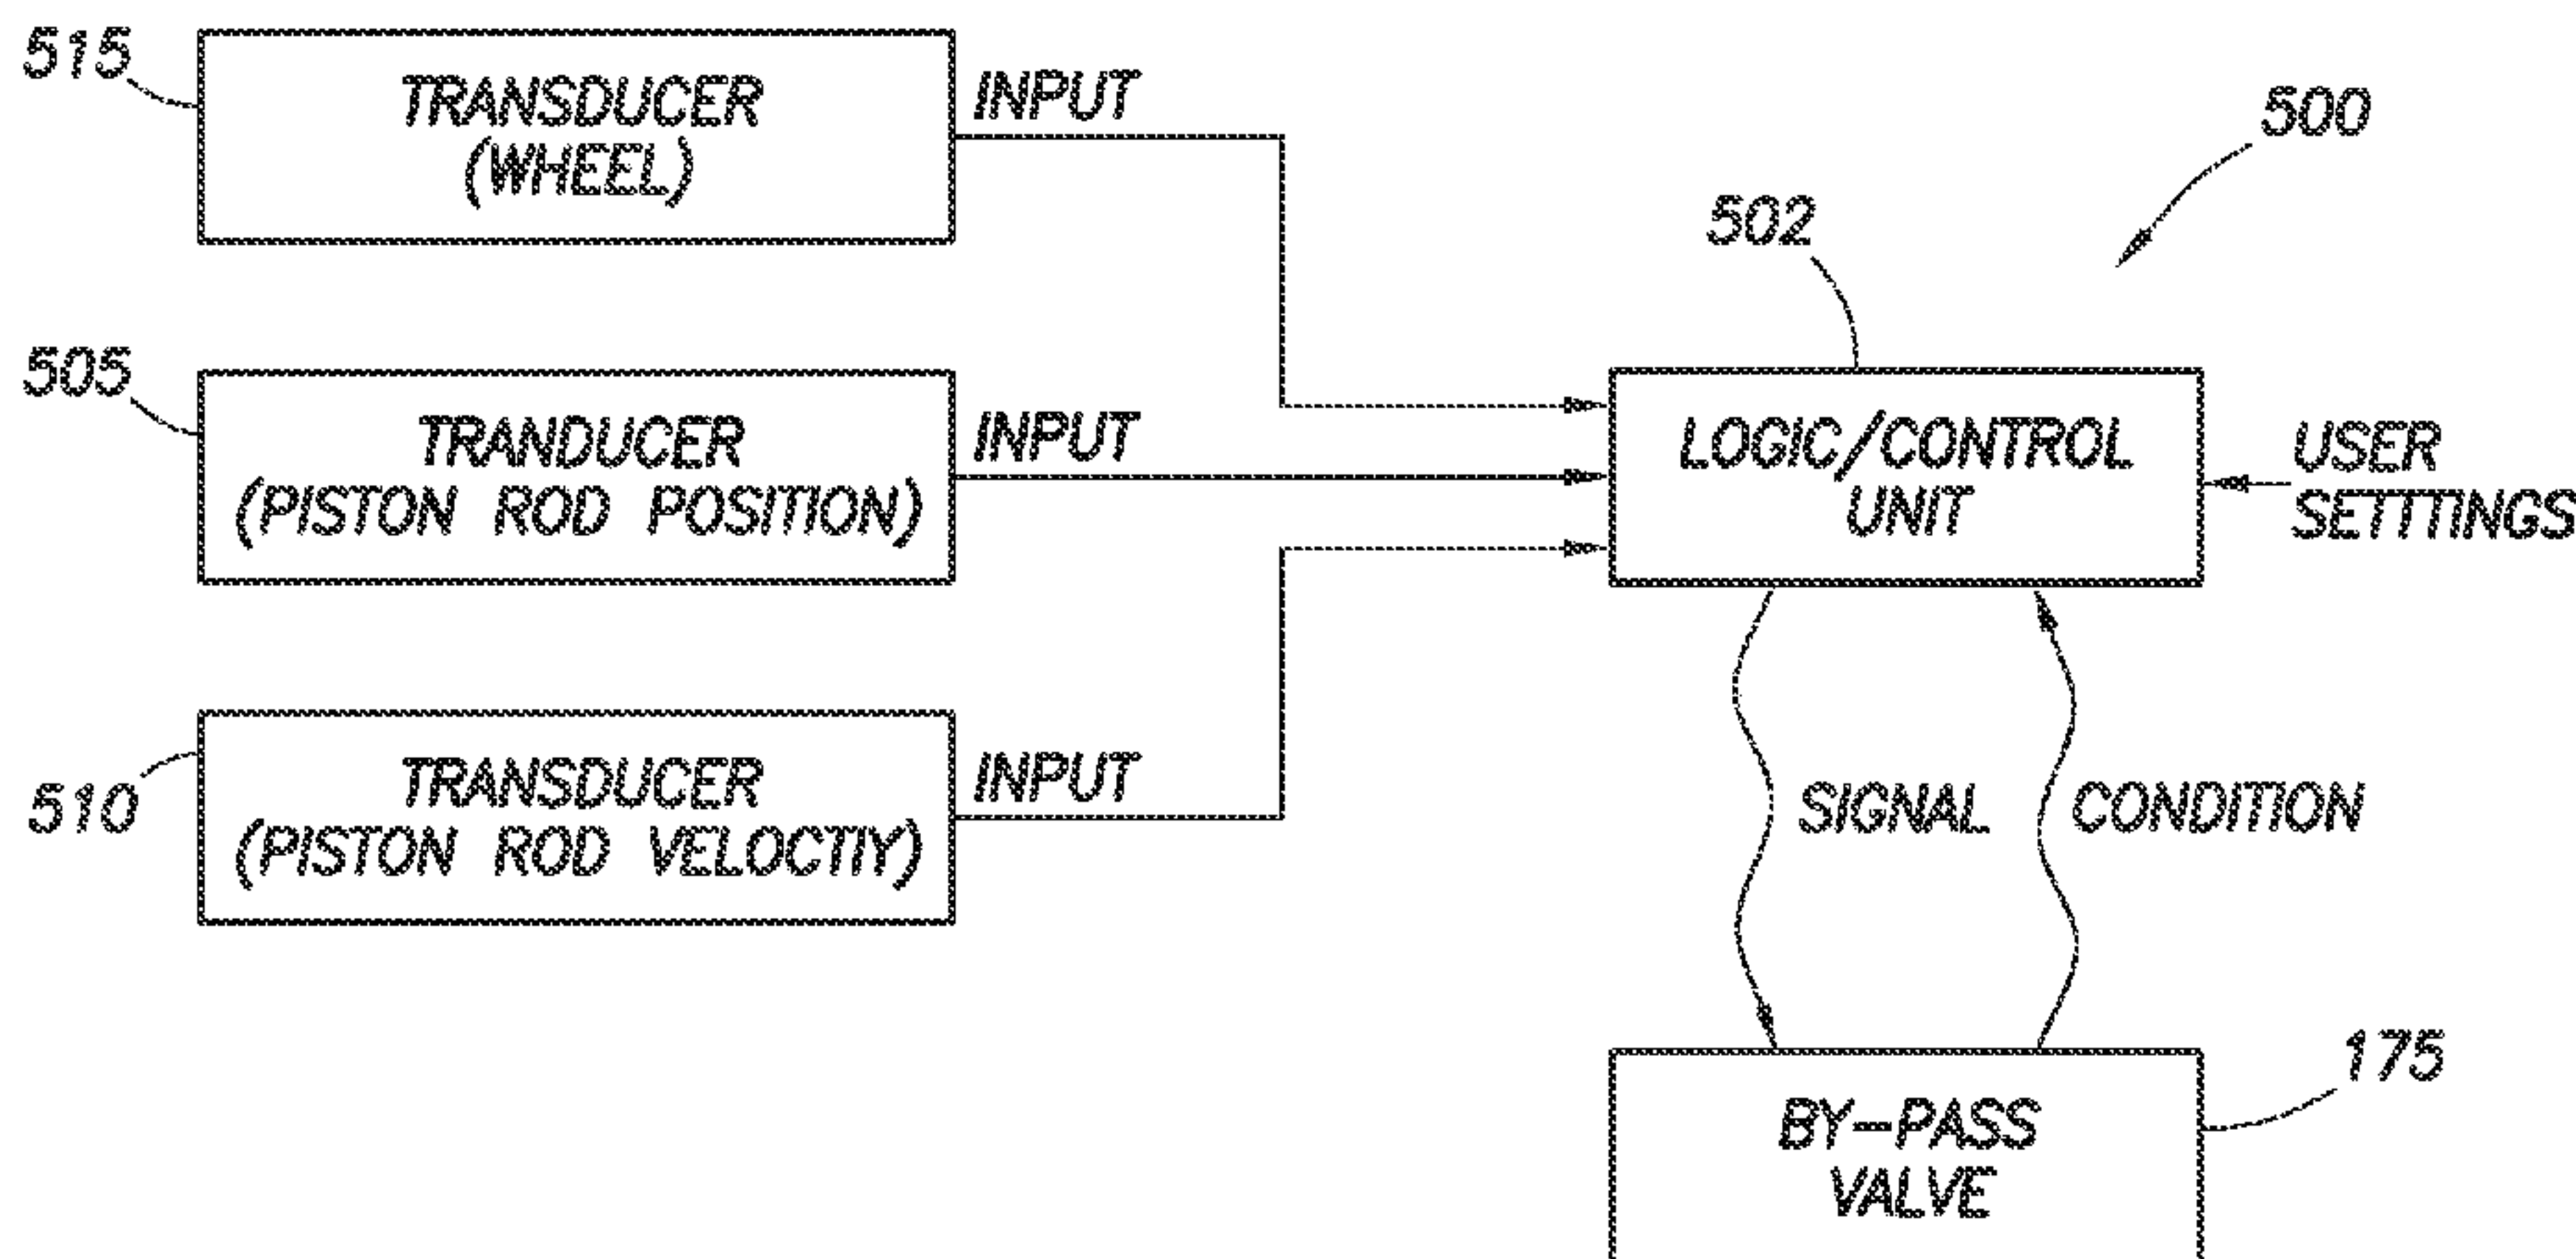 515
TRANSDUCER
(WHEEL)
INPUT
500
502
505
TRANDUCER
(PISTON ROD POSITION)
INPUT
LOGIC/CONTROL
UNIT
USER
SETTTINGS
510
TRANSDUCER
(PISTON ROD VELOCTIY)
INPUT
SIGNAL
CONDITION
175
BY-PASS
VALVE